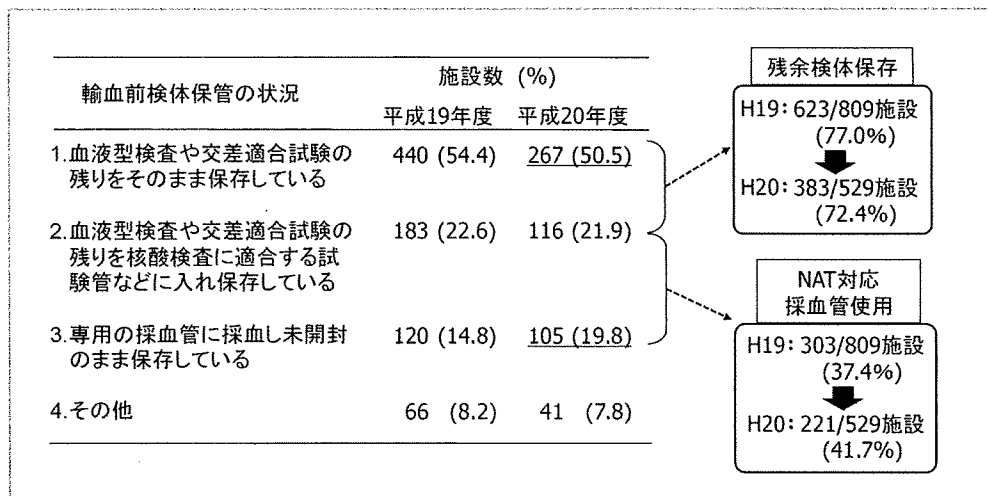 輸血前検体保管の状況
施設数 (%)
平成19年度 平成20年度
1.血液型検査や交差適合試験の
残りをそのまま保存している
440 (54.4) 267 (50.5)
2.血液型検査や交差適合試験の
残りを核酸検査に適合する試
験管などに入れ保存している
183 (22.6) 116 (21.9)
3.専用の採血管に採血し未開封
のまま保存している
120 (14.8) 105 (19.8)
4.その他
66 (8.2) 41 (7.8)
残余検体保存
H19:623/809施設
(77.0%)
H20:383/529施設
(72.4%)
NAT対応
採血管使用
H19:303/809施設
(37.4%)
H20:221/529施設
(41.7%)